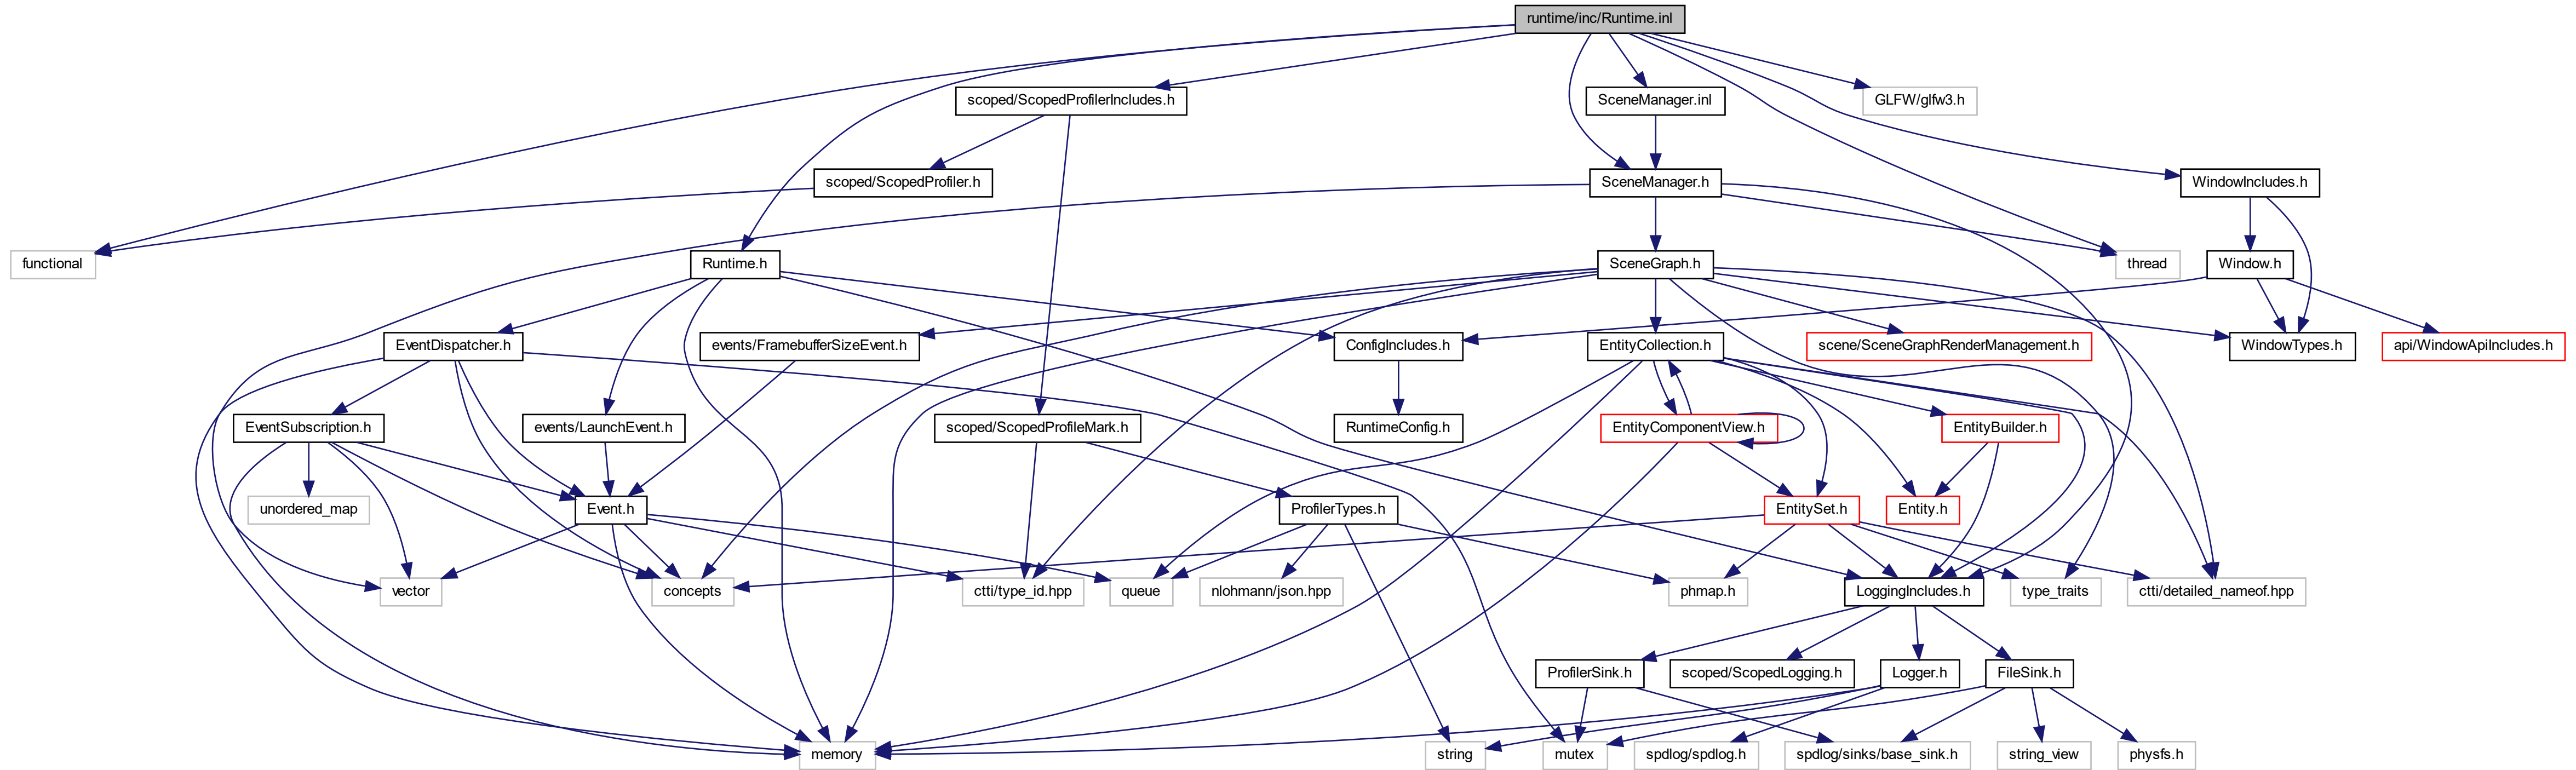 runtime/inc/Runtime.inl
scoped/ScopedProfilerIncludes.h
SceneManager.inl
GLFW/glfw3.h
scoped/ScopedProfiler.h
SceneManager.h
WindowIncludes.h
functional
Runtime.h
SceneGraph.h
thread
Window.h
EventDispatcher.h
events/FramebufferSizeEvent.h
ConfigIncludes.h
EntityCollection.h
scene/SceneGraphRenderManagement.h
WindowTypes.h
api/WindowApiIncludes.h
EventSubscription.h
events/LaunchEvent.h
scoped/ScopedProfileMark.h
RuntimeConfig.h
EntityComponentView.h
EntityBuilder.h
unordered_map
Event.h
ProfilerTypes.h
EntitySet.h
Entity.h
vector
concepts
ctti/type_id.hpp
queue
nlohmann/json.hpp
phmap.h
LoggingIncludes.h
type_traits
ctti/detailed_nameof.hpp
ProfilerSink.h
scoped/ScopedLogging.h
Logger.h
FileSink.h
memory
string
mutex
spdlog/spdlog.h
spdlog/sinks/base_sink.h
string_view
physfs.h